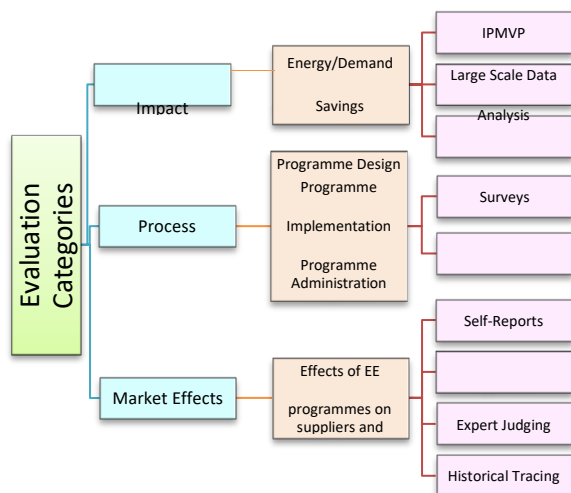 Evaluation
Categories
Impact
Energy/Demand
Savings
IPMVP
Large Scale Data
Analysis
Process
Programme Design
Programme
Implementation
Programme
Administration
Surveys
Market Effects
Effects of EE
programmes on
suppliers and
Self-Reports
Expert Judging
Historical Tracing